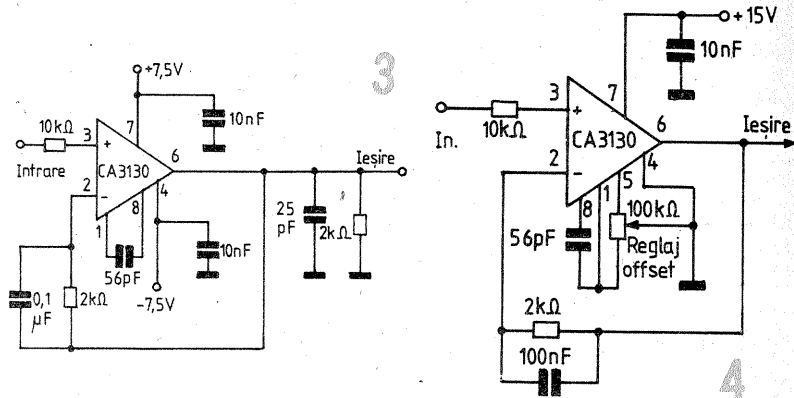 +7,5V
3
7
10nF
10kΩ
3
+
CA3130
6
Ieșire
Intrare
2
-
4
8
1
25
pF
2kΩ
56pF
10nF
0,1
μF
2kΩ
-7,5V
+15V
10nF
3
7
+
10kΩ
In.
CA3130
6
Ieșire
2
-
4
5
1
8
100kΩ
56pF
Reglaj
offset
2kΩ
100nF
4